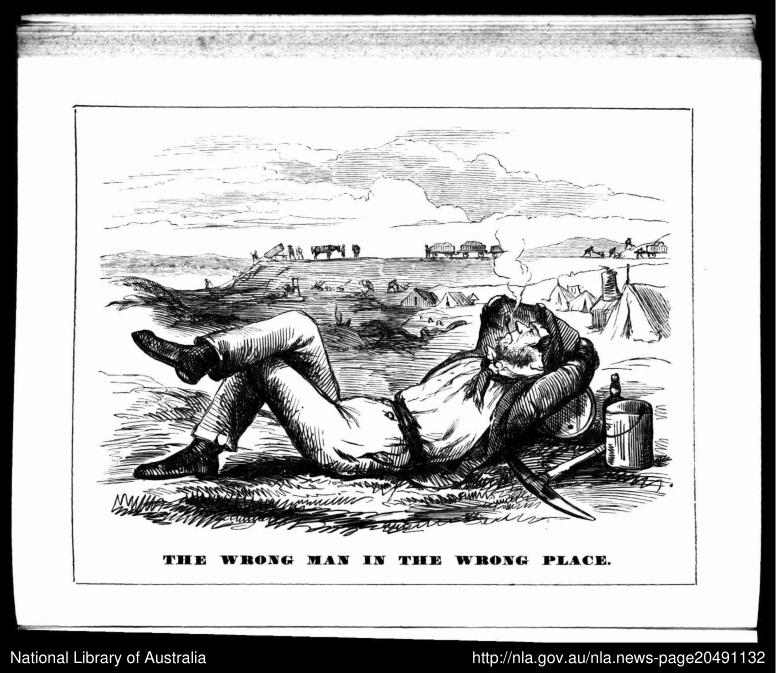 THE WRONG MAN IN THE WRONG PLACE.
National Library of Australia
http://nla.gov.au/nla.news-page20491132